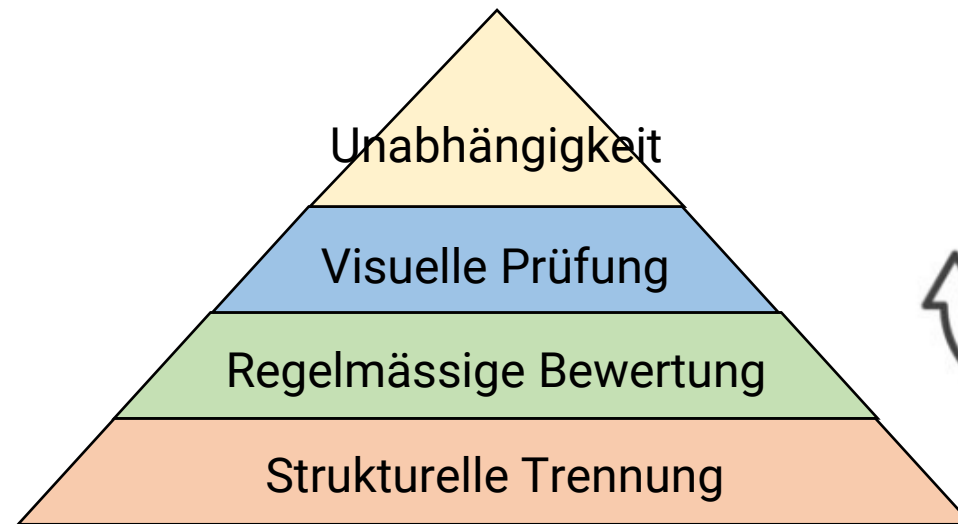 Unabhängigkeit
Visuelle Prüfung
Regelmässige Bewertung
Strukturelle Trennung